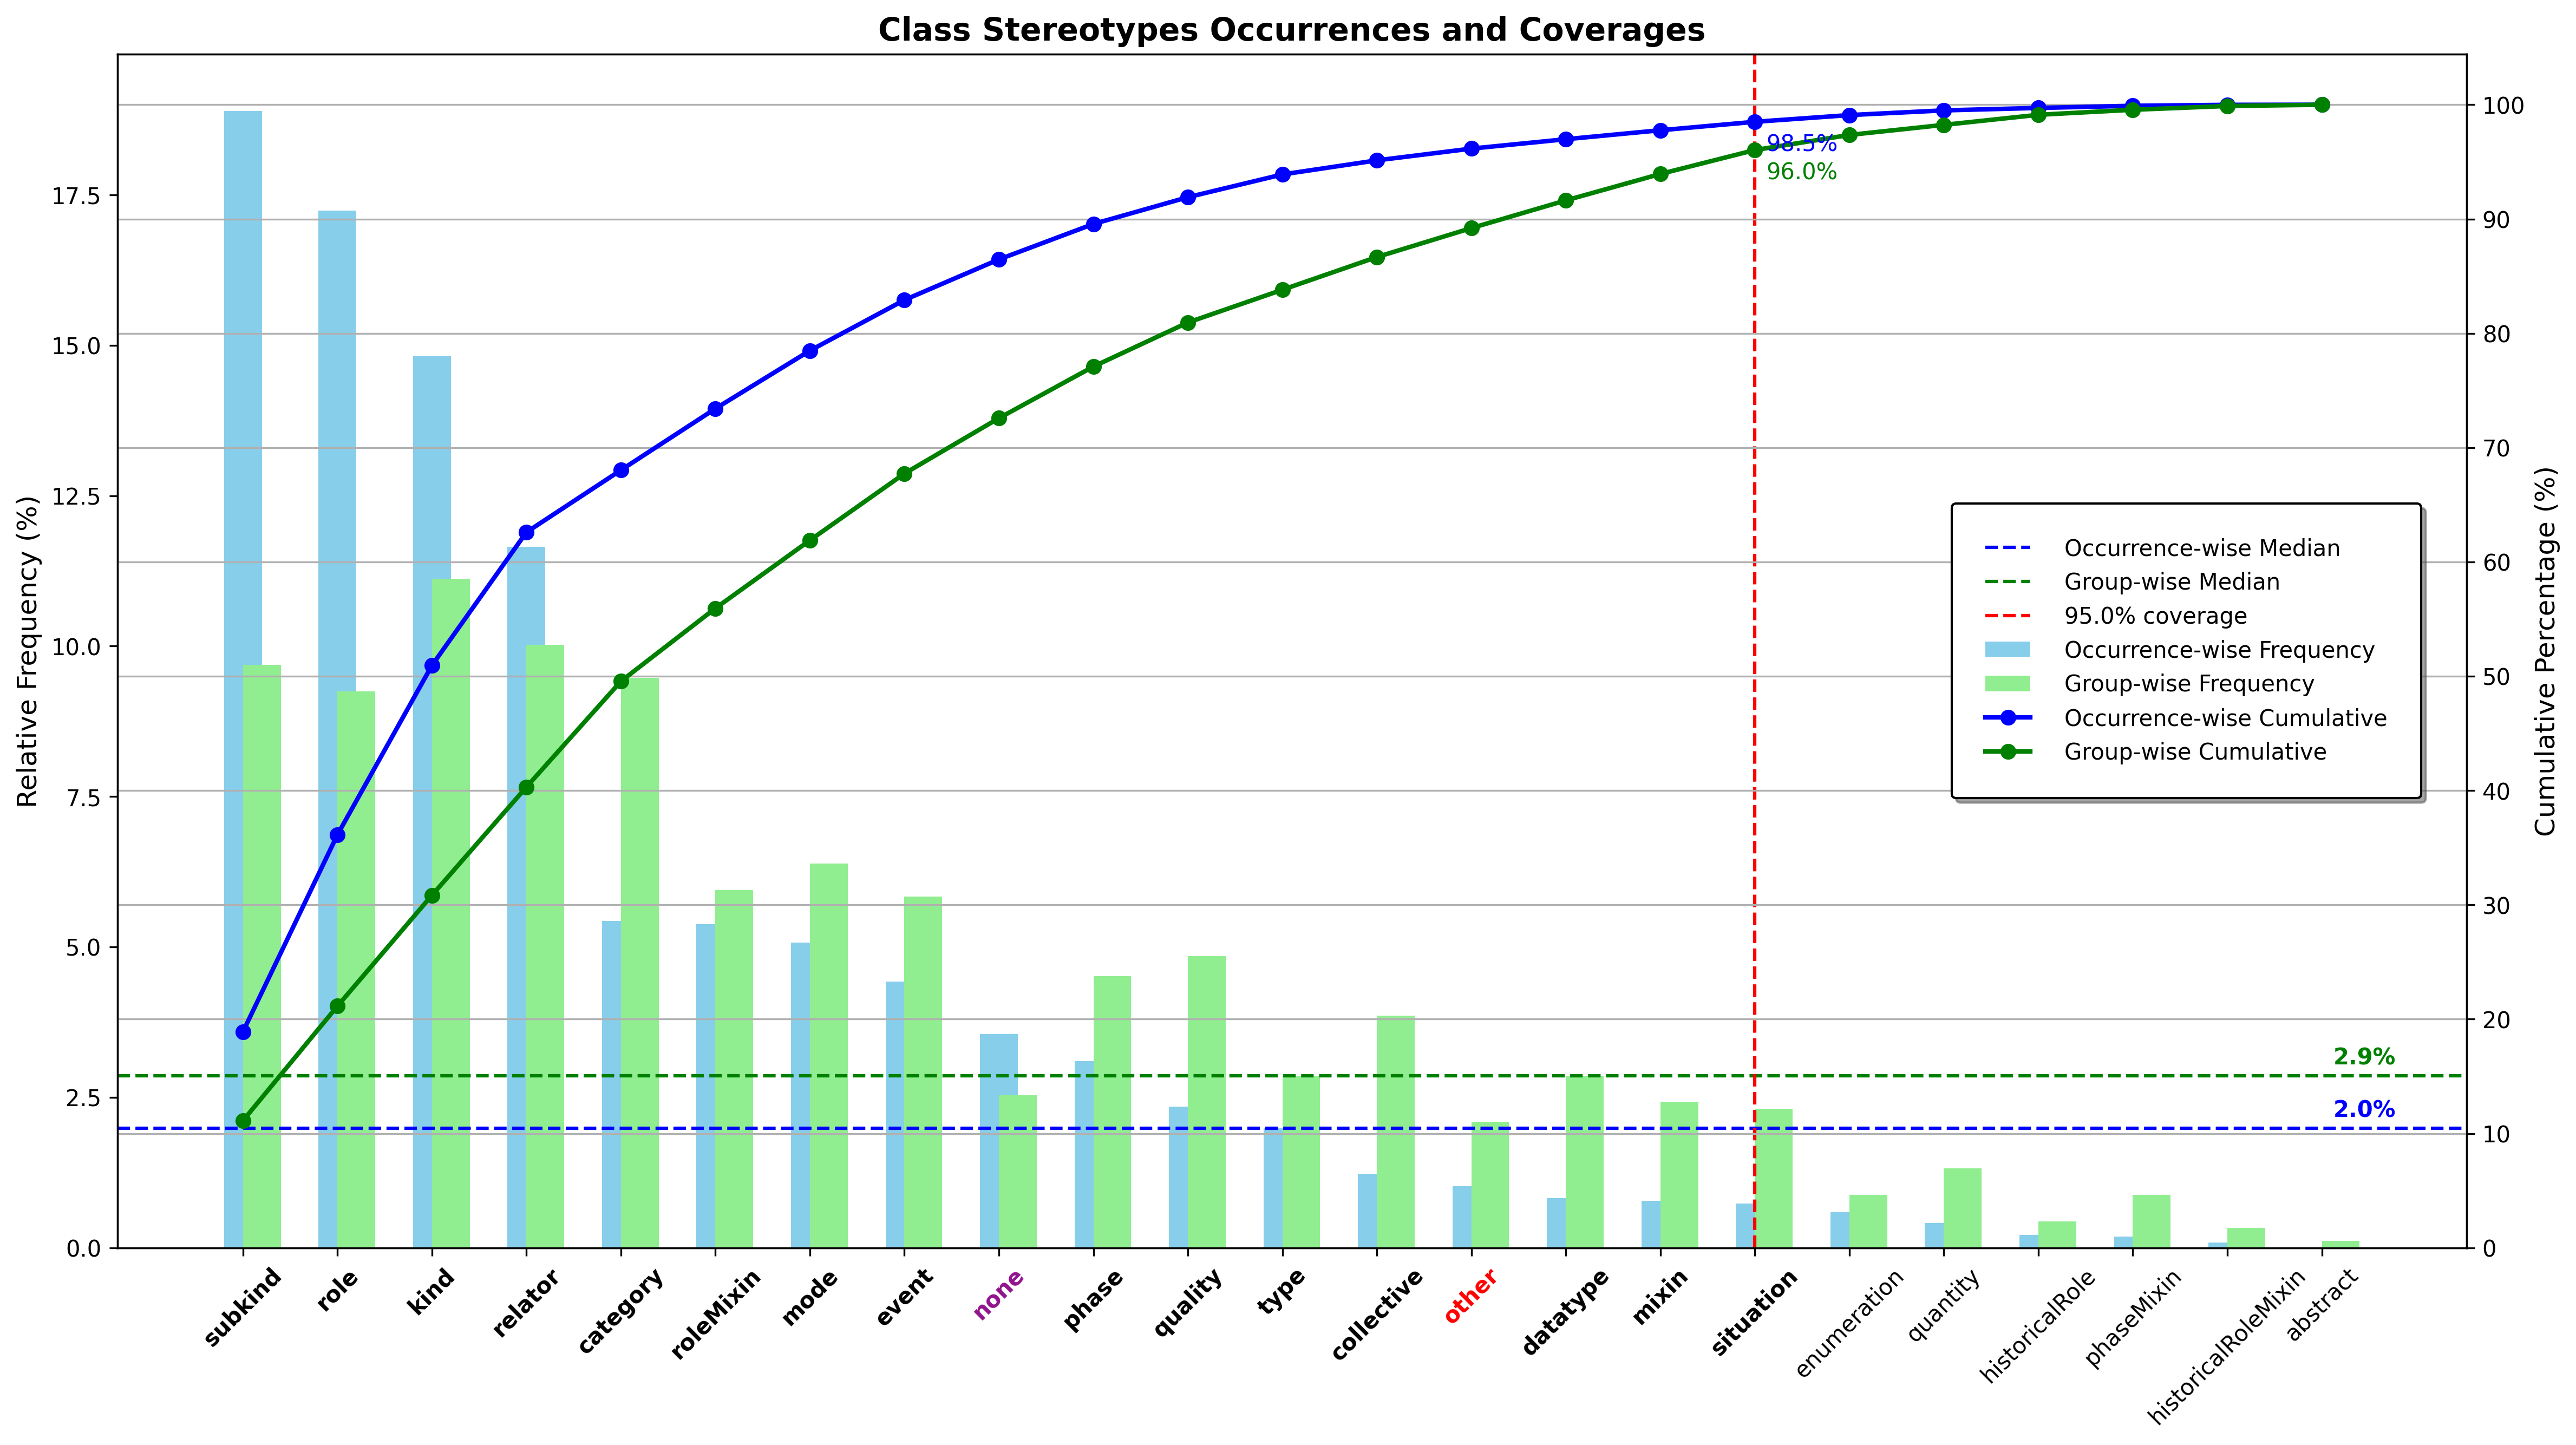 Class Stereotypes Occurrences and Coverages
Relative Frequency (%)
17.5
15.0
12.5
10.0
7.5
5.0
2.5
0.0
100
90
80
70
60
50
40
30
20
10
0
Cumulative Percentage (%)
98.5%
96.0%
Occurrence-wise Median
Group-wise Median
95.0% coverage
Occurrence-wise Frequency
Group-wise Frequency
Occurrence-wise Cumulative
Group-wise Cumulative
2.9%
2.0%
subkind
role
kind
relator
category
roleMixin
mode
event
none
phase
quality
type
collective
other
datatype
mixin
situation
enumeration
quantity
historicalRole
phaseMixin
historicalRoleMixin
abstract